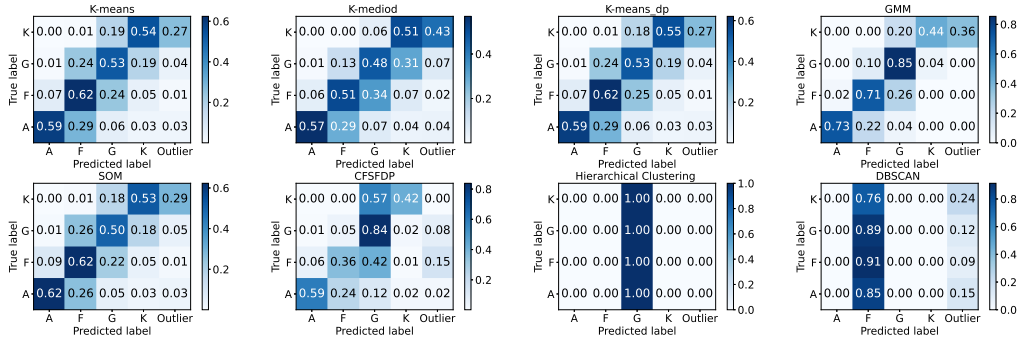 K-means
K 0.00 0.01 0.19 0.54 0.27 0.6
G 0.01 0.24 0.53 0.19 0.04 0.4
F 0.07 0.62 0.24 0.05 0.01 0.2
A 0.59 0.29 0.06 0.03 0.03
True label
A F G K Outlier
Predicted label
K-mediod
K 0.00 0.00 0.06 0.51 0.43
G 0.01 0.13 0.48 0.31 0.07 0.4
F 0.06 0.51 0.34 0.07 0.02 0.2
A 0.57 0.29 0.07 0.04 0.04
True label
A F G K Outlier
Predicted label
K-means_dp
K 0.00 0.01 0.18 0.55 0.27 0.6
G 0.01 0.24 0.53 0.19 0.04 0.4
F 0.07 0.62 0.25 0.05 0.01 0.2
A 0.59 0.29 0.06 0.03 0.03
True label
A F G K Outlier
Predicted label
GMM
K 0.00 0.00 0.20 0.44 0.36 0.8
G 0.00 0.10 0.85 0.04 0.00 0.6
F 0.02 0.71 0.26 0.00 0.00 0.4
A 0.73 0.22 0.04 0.00 0.00 0.2
0.0
True label
A F G K Outlier
Predicted label
SOM
K 0.00 0.01 0.18 0.53 0.29 0.6
G 0.01 0.26 0.50 0.18 0.05 0.4
F 0.09 0.62 0.22 0.05 0.01 0.2
A 0.62 0.26 0.05 0.03 0.03
True label
A F G K Outlier
Predicted label
CFSFDP
K 0.00 0.00 0.57 0.42 0.00 0.8
G 0.01 0.06 0.84 0.02 0.08 0.6
F 0.06 0.36 0.42 0.01 0.15 0.4
A 0.59 0.24 0.12 0.02 0.02 0.2
True label
A F G K Outlier
Predicted label
Hierarchical Clustering
K 0.00 0.00 1.00 0.00 0.00 1.0
0.8
G 0.00 0.00 1.00 0.00 0.00 0.6
F 0.00 0.00 1.00 0.00 0.00 0.4
0.2
A 0.00 0.00 1.00 0.00 0.00 0.0
True label
A F G K Outlier
Predicted label
DBSCAN
K 0.00 0.76 0.00 0.00 0.24 0.8
G 0.00 0.89 0.00 0.00 0.12 0.6
F 0.00 0.91 0.00 0.00 0.09 0.4
A 0.00 0.85 0.00 0.00 0.15 0.2
0.0
True label
A F G K Outlier
Predicted label